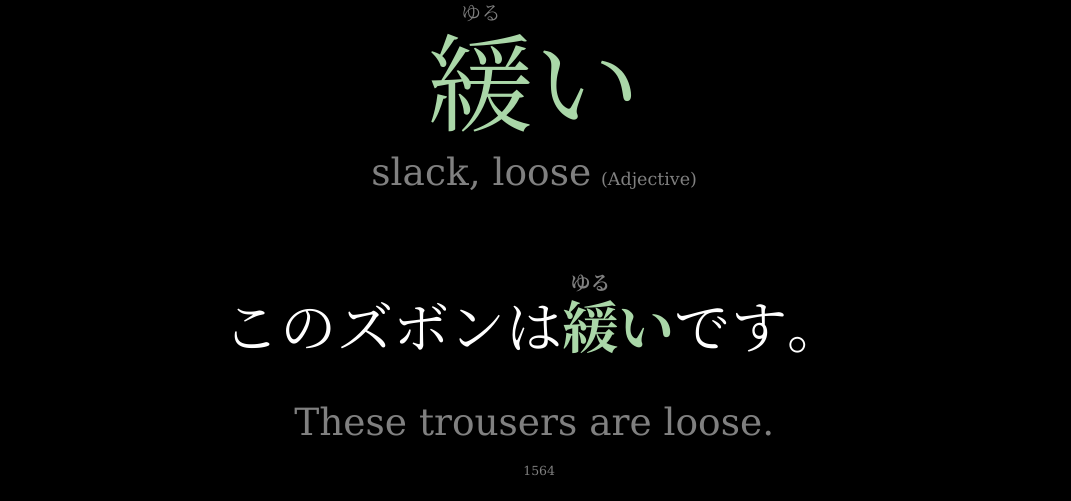 ゆる
緩い
slack, loose (Adjective)
ゆる
このズボンは緩いです。
These trousers are loose.
1564